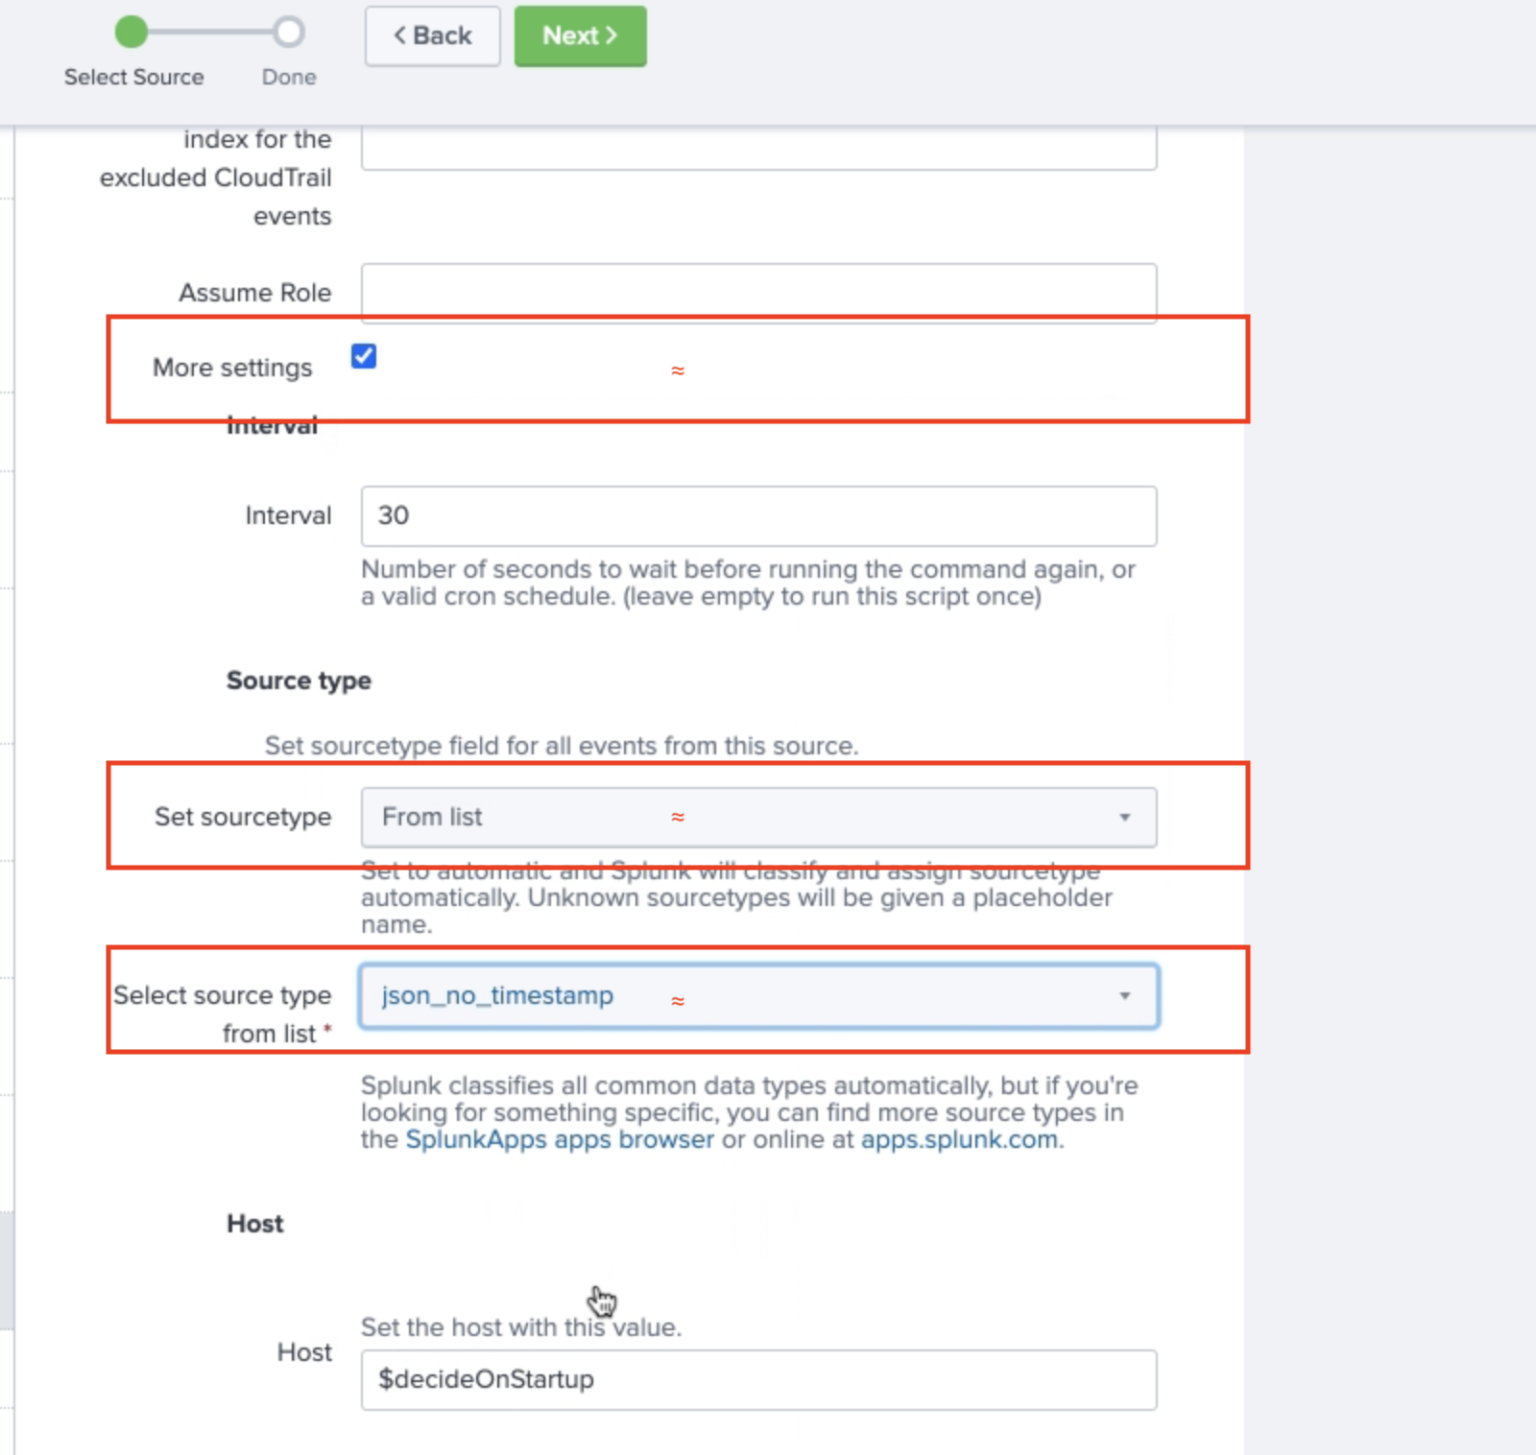 Back
Next
Select Source
Done
index for the
excluded CloudTrail
events
Assume Role
More settings
≈
Interval
Interval
30
Number of seconds to wait before running the command again, or
a valid cron schedule. (leave empty to run this script once)
Source type
Set sourcetype field for all events from this source.
Set sourcetype
From list
≈
Set to automatic and Splunk will classify and assign sourcetype
automatically. Unknown sourcetypes will be given a placeholder
name.
Select source type
from list *
json_no_timestamp
≈
Splunk classifies all common data types automatically, but if you're
looking for something specific, you can find more source types in
the SplunkApps apps browser or online at apps.splunk.com.
Host
Set the host with this value.
Host
$decideOnStartup